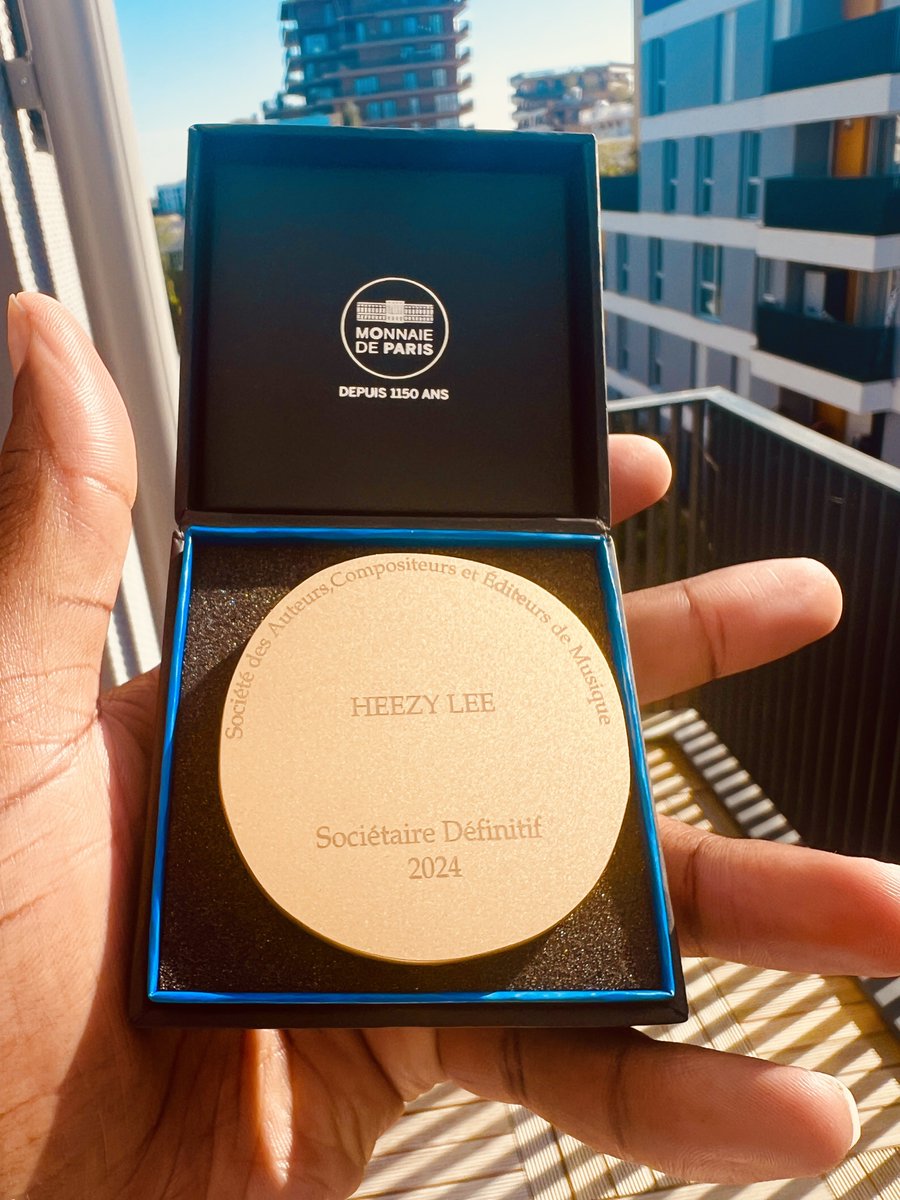 MONNAIE
DE PARIS
DEPUIS 1150 ANS
Société des Auteurs,Compositeurs et Éditeurs de Musique
HEEZY LEE
Sociétaire Définitif
2024